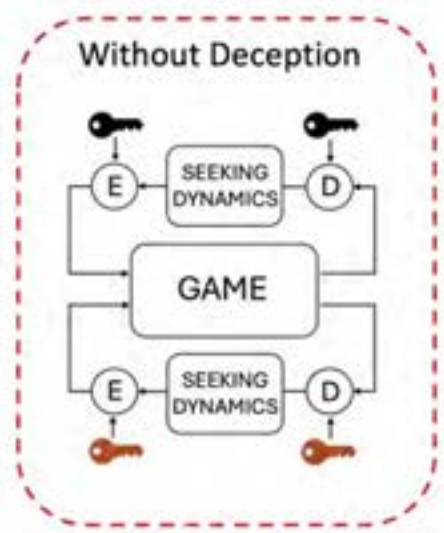 Without Deception
E
SEEKING
DYNAMICS
D
GAME
E
SEEKING
DYNAMICS
D